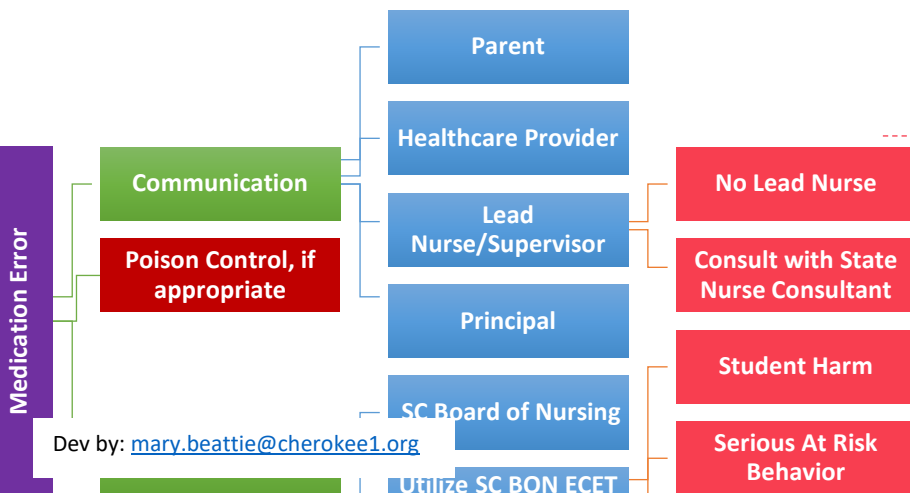 Medication Error
Communication
Poison Control, if
appropriate
Parent
Healthcare Provider
Lead
Nurse/Supervisor
Principal
SC Board of Nursing
Utilize SC BON ECET
No Lead Nurse
Consult with State
Nurse Consultant
Student Harm
Serious At Risk
Behavior
Dev by: mary.beattie@cherokee1.org